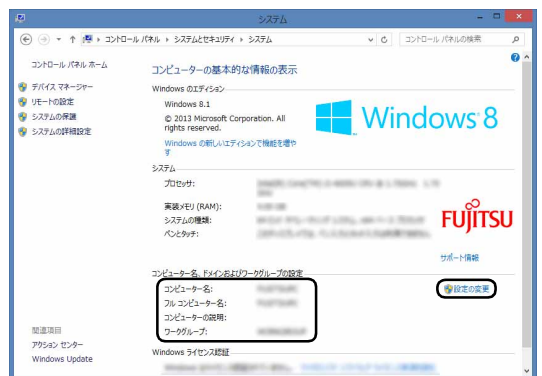 システム
コントロール パネル ▸ システムとセキュリティ ▸ システム
コントロール パネルの検索
コントロール パネル ホーム
デバイス マネージャー
リモートの設定
システムの保護
システムの詳細設定
コンピューターの基本的な情報の表示
Windows のエディション
Windows 8.1
© 2013 Microsoft Corporation. All
rights reserved.
Windows の新しいエディションで機能を増や
す
Windows 8
システム
プロセッサ:
実装メモリ (RAM):
システムの種類:
ペンとタッチ:
FUJITSU
サポート情報
コンピューター名、ドメインおよびワークグループの設定
コンピューター名:
フル コンピューター名:
コンピューターの説明:
ワークグループ:
設定の変更
関連項目
アクション センター
Windows Update
Windows ライセンス認証